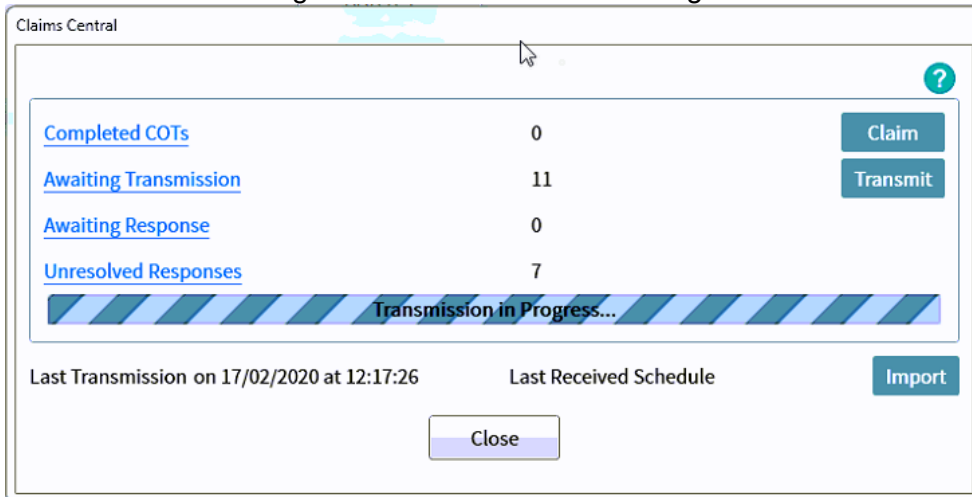 Claims Central
?
Completed COTs 0 Claim
Awaiting Transmission 11 Transmit
Awaiting Response 0
Unresolved Responses 7
Transmission in Progress...
Last Transmission on 17/02/2020 at 12:17:26 Last Received Schedule Import
Close